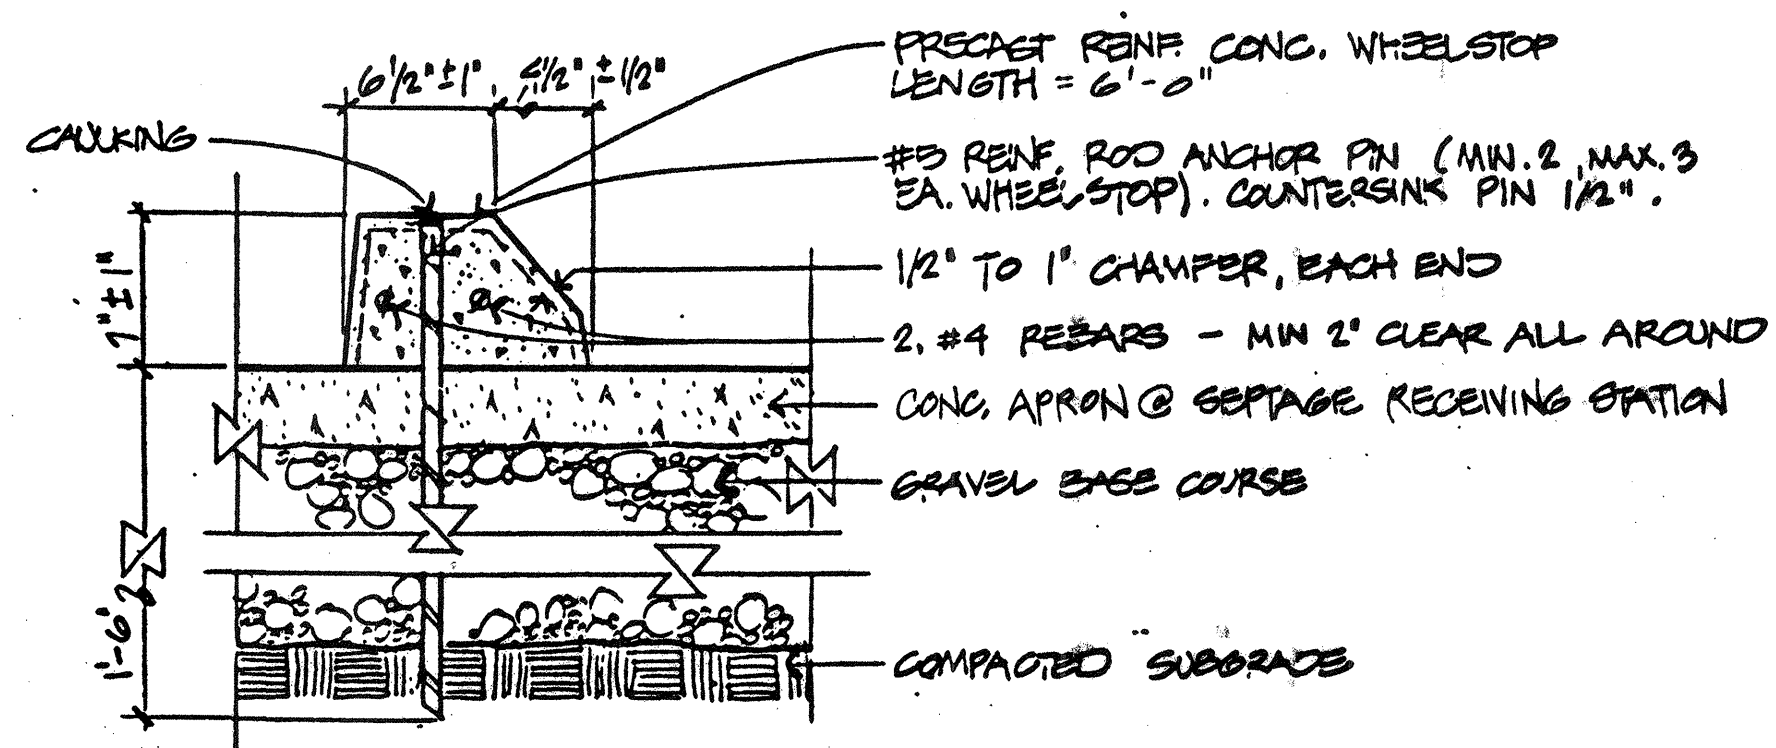 6 1/2" ± 1"
4 1/2" ± 1/2"
CAULKING
7" ± 1"
1'-6"
PRECAST REINF. CONC. WHEELSTOP
LENGTH = 6'-0"
#5 REINF. ROD ANCHOR PIN (MIN. 2, MAX. 3
EA. WHEELSTOP). COUNTERSINK PIN 1/2".
1/2" TO 1" CHAMFER, EACH END
2, #4 REBARS - MIN 2" CLEAR ALL AROUND
CONC. APRON @ SEPTAGE RECEIVING STATION
GRAVEL BASE COURSE
COMPACTED SUBGRADE